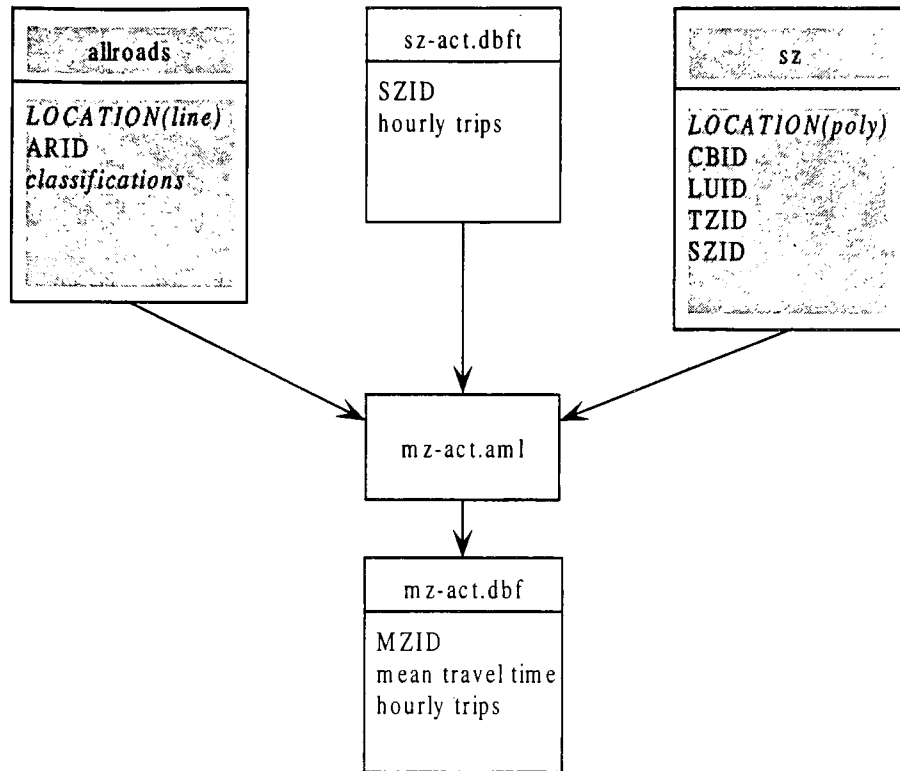 allroads
LOCATION(line)
ARID
classifications
sz-act.dbft
SZID
hourly trips
sz
LOCATION(poly)
CBID
LUID
TZID
SZID
mz-act.aml
mz-act.dbf
MZID
mean travel time
hourly trips